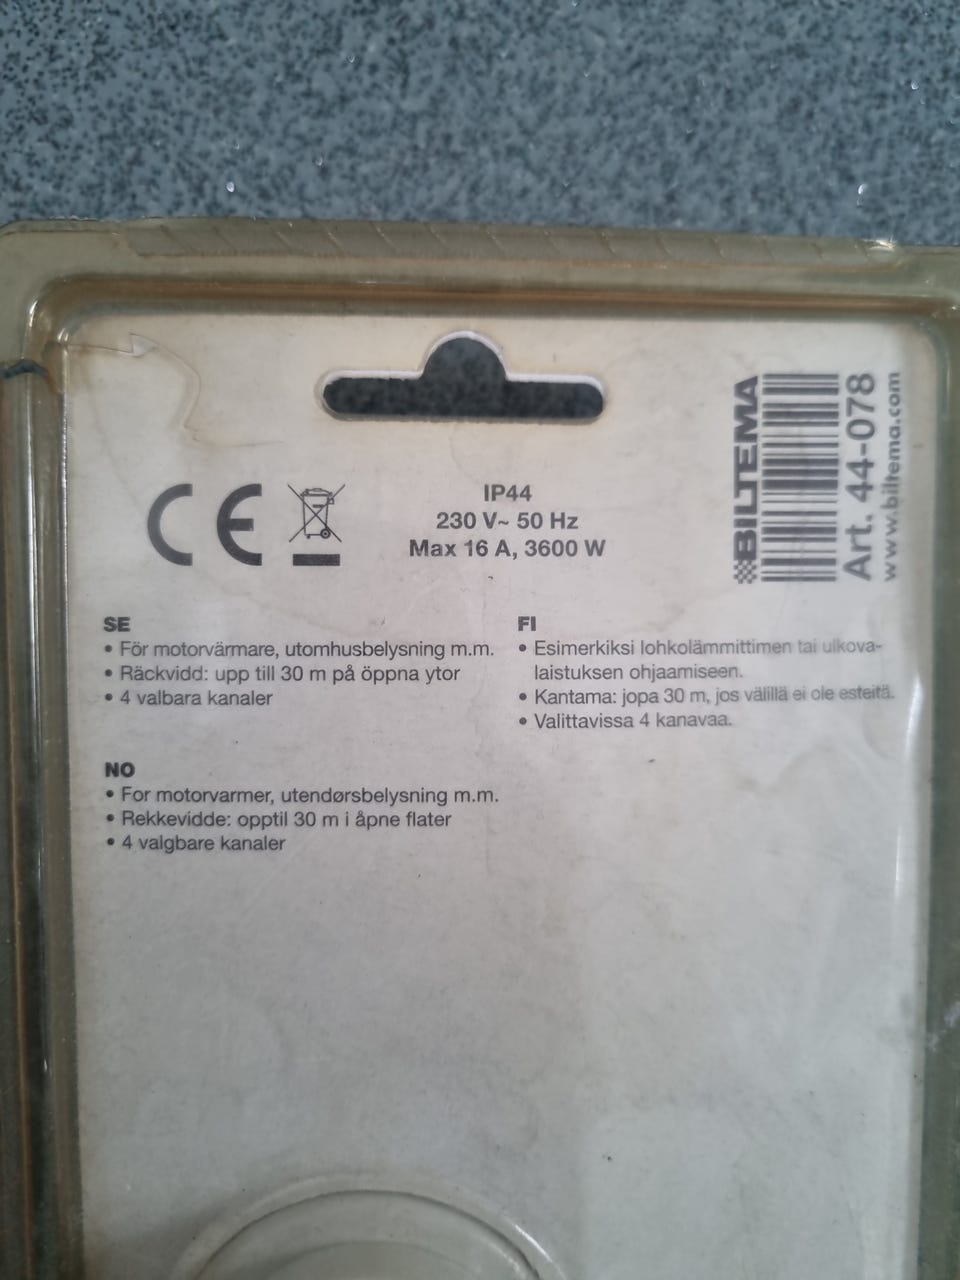 CE
IP44
230 V~ 50 Hz
Max 16 A, 3600 W
BILTEMA
Art. 44-078
www.biltema.com
SE
• För motorvärmare, utomhusbelysning m.m.
• Räckvidd: upp till 30 m på öppna ytor
• 4 valbara kanaler
FI
• Esimerkiksi lohkolämmittimen tai ulkova-
laistuksen ohjaamiseen.
• Kantama: jopa 30 m, jos välillä ei ole esteitä.
• Valittavissa 4 kanavaa.
NO
• For motorvarmer, utendørsbelysning m.m.
• Rekkevidde: opptil 30 m i åpne flater
• 4 valgbare kanaler